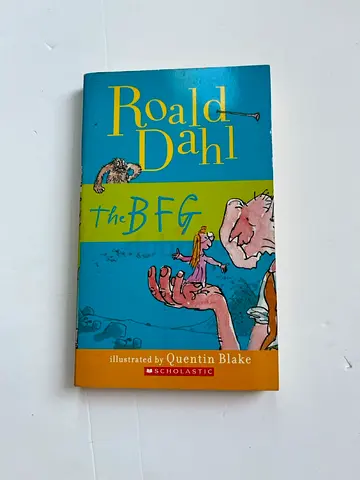 Roald
Dahl
the BFG
illustrated by Quentin Blake
SCHOLASTIC